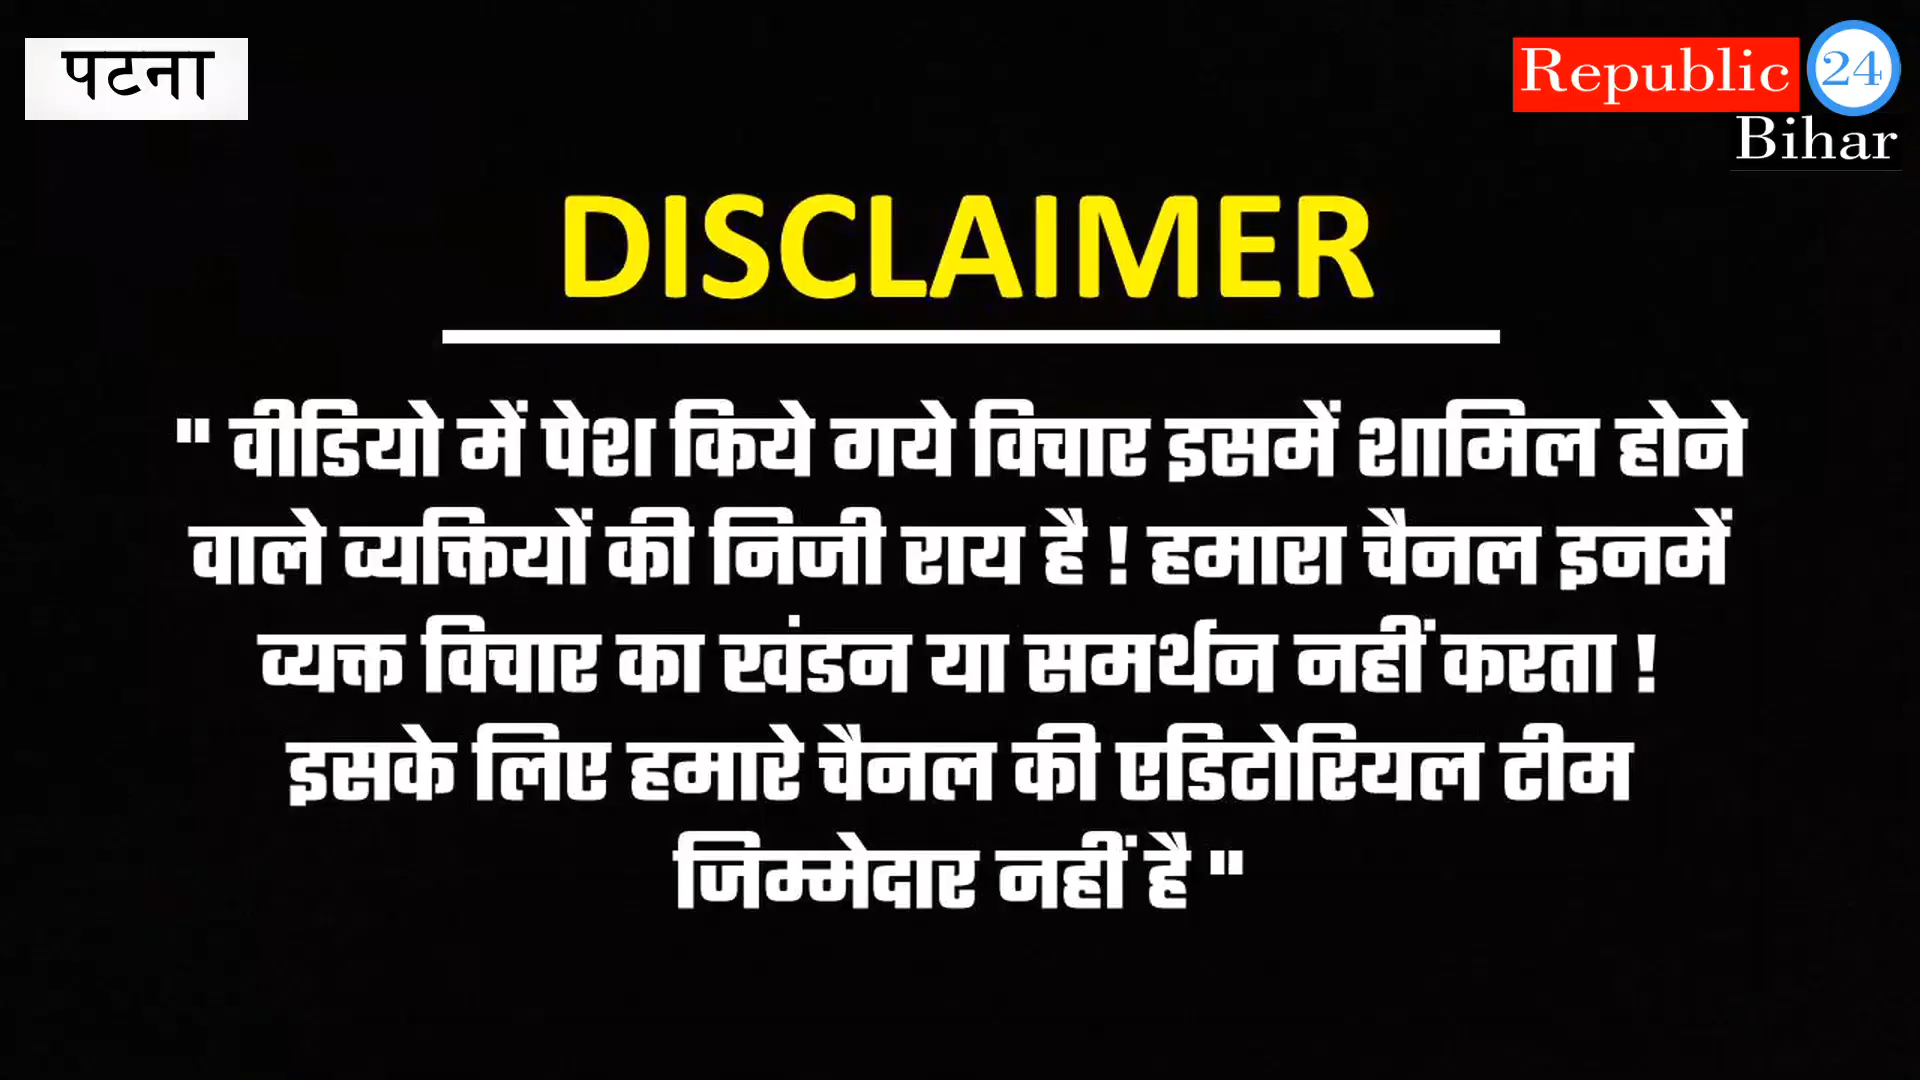 पटना
Republic 24
Bihar
DISCLAIMER
" वीडियो में पेश किये गये विचार इसमें शामिल होने
वाले व्यक्तियों की निजी राय है ! हमारा चैनल इनमें
व्यक्त विचार का खंडन या समर्थन नहीं करता !
इसके लिए हमारे चैनल की एडिटोरियल टीम
जिम्मेदार नहीं है "